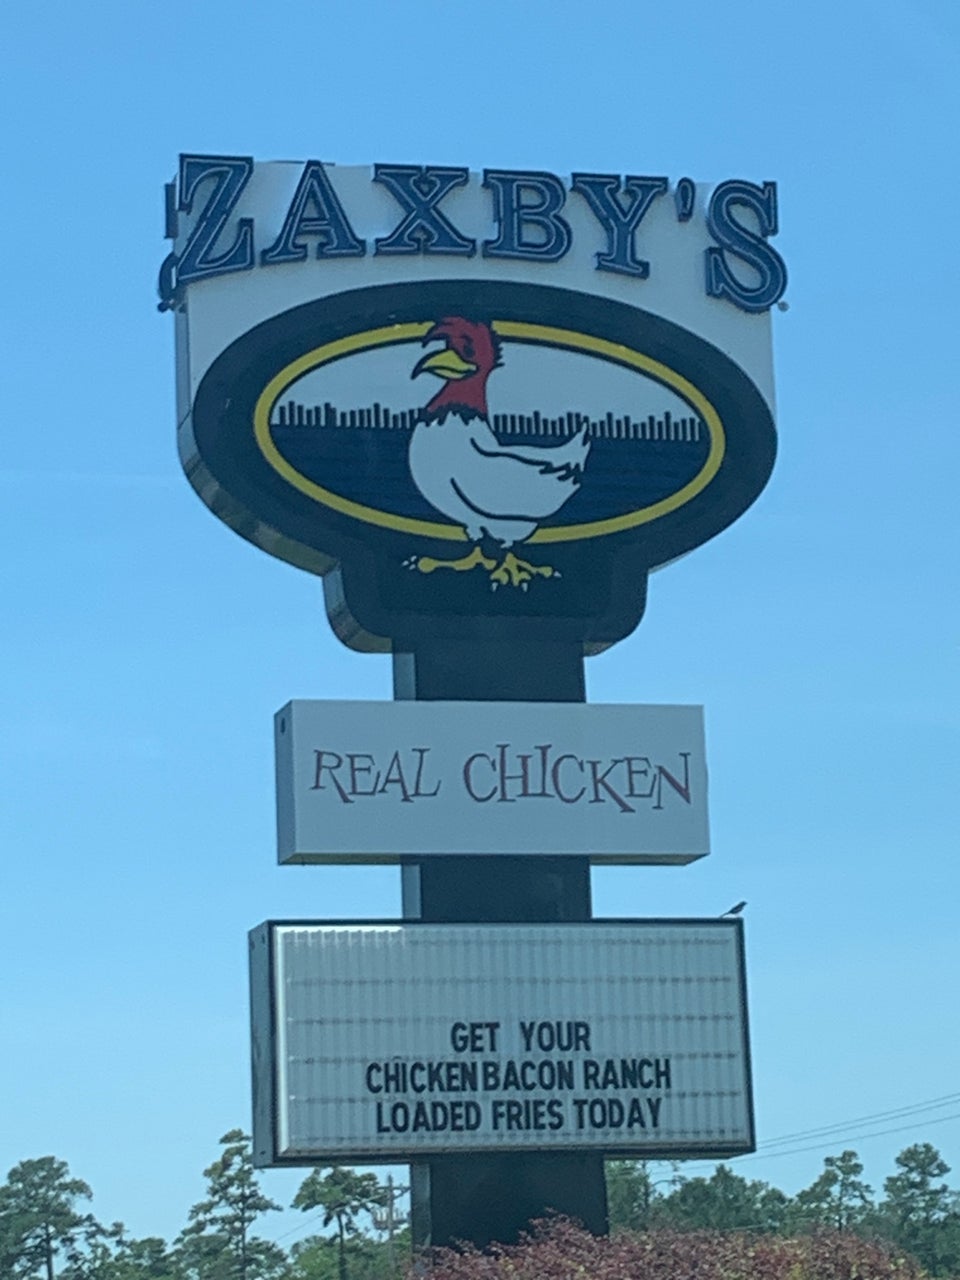 ZAXBY'S
REAL CHICKEN
GET YOUR
CHICKEN BACON RANCH
LOADED FRIES TODAY